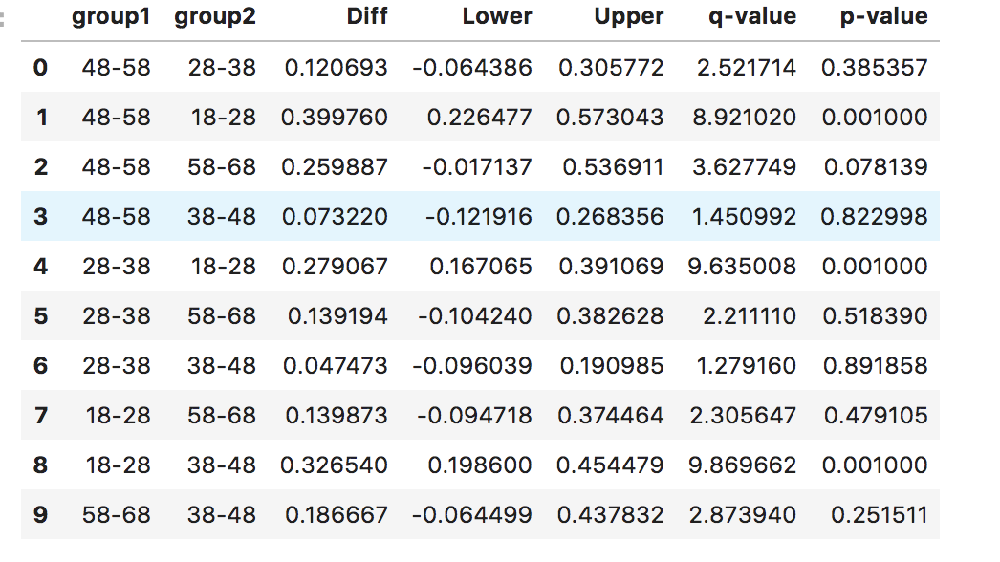 group1 group2 Diff Lower Upper q-value p-value
0 48-58 28-38 0.120693 -0.064386 0.305772 2.521714 0.385357
1 48-58 18-28 0.399760 0.226477 0.573043 8.921020 0.001000
2 48-58 58-68 0.259887 -0.017137 0.536911 3.627749 0.078139
3 48-58 38-48 0.073220 -0.121916 0.268356 1.450992 0.822998
4 28-38 18-28 0.279067 0.167065 0.391069 9.635008 0.001000
5 28-38 58-68 0.139194 -0.104240 0.382628 2.211110 0.518390
6 28-38 38-48 0.047473 -0.096039 0.190985 1.279160 0.891858
7 18-28 58-68 0.139873 -0.094718 0.374464 2.305647 0.479105
8 18-28 38-48 0.326540 0.198600 0.454479 9.869662 0.001000
9 58-68 38-48 0.186667 -0.064499 0.437832 2.873940 0.251511